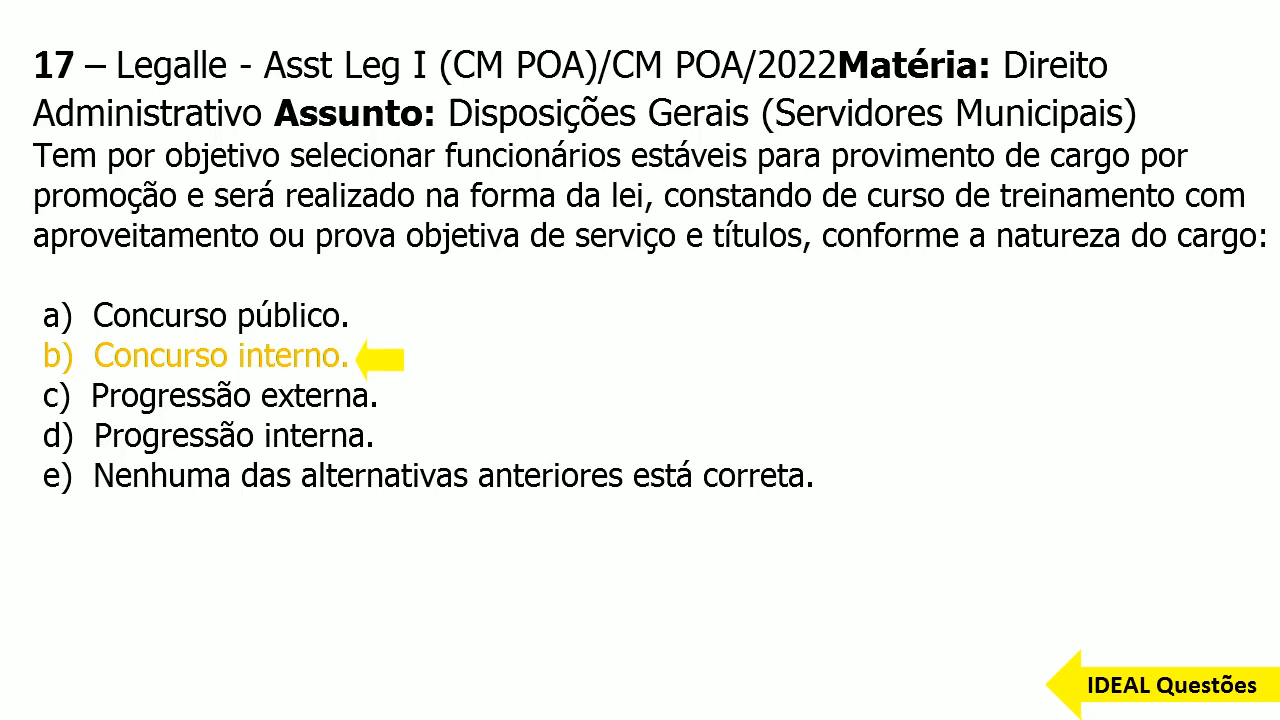 17 – Legalle - Asst Leg I (CM POA)/CM POA/2022Matéria: Direito
Administrativo Assunto: Disposições Gerais (Servidores Municipais)
Tem por objetivo selecionar funcionários estáveis para provimento de cargo por
promoção e será realizado na forma da lei, constando de curso de treinamento com
aproveitamento ou prova objetiva de serviço e títulos, conforme a natureza do cargo:
a) Concurso público.
b) Concurso interno.
c) Progressão externa.
d) Progressão interna.
e) Nenhuma das alternativas anteriores está correta.
IDEAL Questões